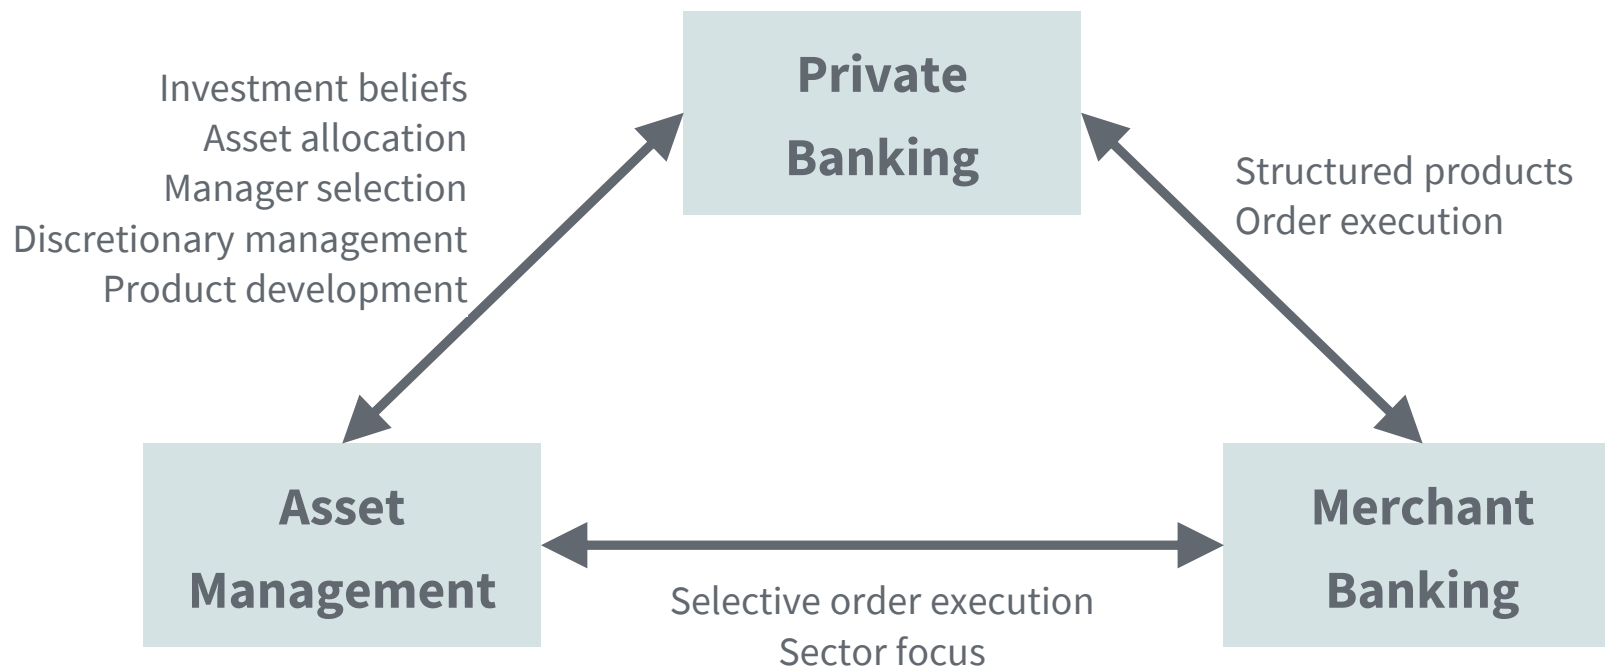 Private
Banking
Investment beliefs
Asset allocation
Manager selection
Discretionary management
Product development
Structured products
Order execution
Asset
Management
Selective order execution
Sector focus
Merchant
Banking